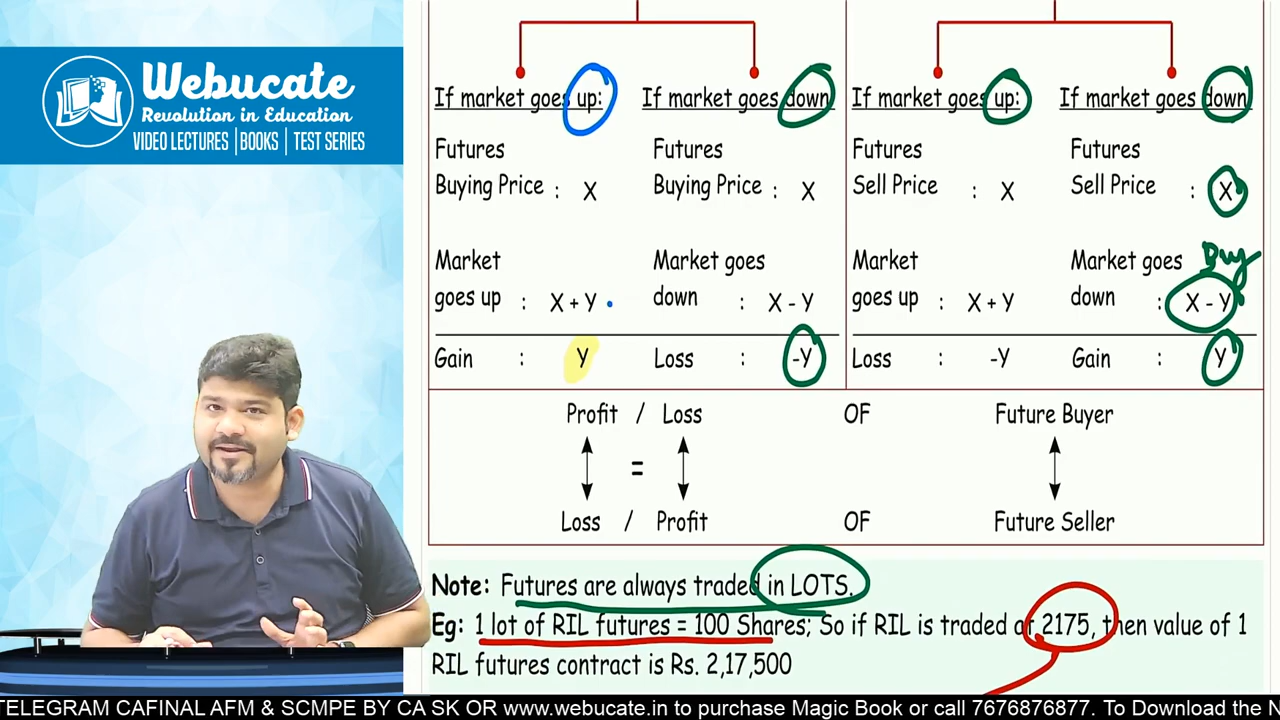 Webucate
Revolution in Education
VIDEO LECTURES | BOOKS | TEST SERIES
If market goes up:
Futures
Buying Price : X
Market
goes up : X + Y
Gain : Y
If market goes down
Futures
Buying Price : X
Market goes
down : X - Y
Loss : -Y
If market goes up:
Futures
Sell Price : X
Market
goes up : X + Y
Loss : -Y
If market goes down
Futures
Sell Price : X
Buy
Market goes
down : X - Y
Gain : Y
Profit / Loss OF Future Buyer
=
Loss / Profit OF Future Seller
Note: Futures are always traded in LOTS.
Eg: 1 lot of RIL futures = 100 Shares; So if RIL is traded at 2175, then value of 1
RIL futures contract is Rs. 2,17,500
TELEGRAM CAFINAL AFM & SCMPE BY CA SK OR www.webucate.in to purchase Magic Book or call 7676876877. To Download the N